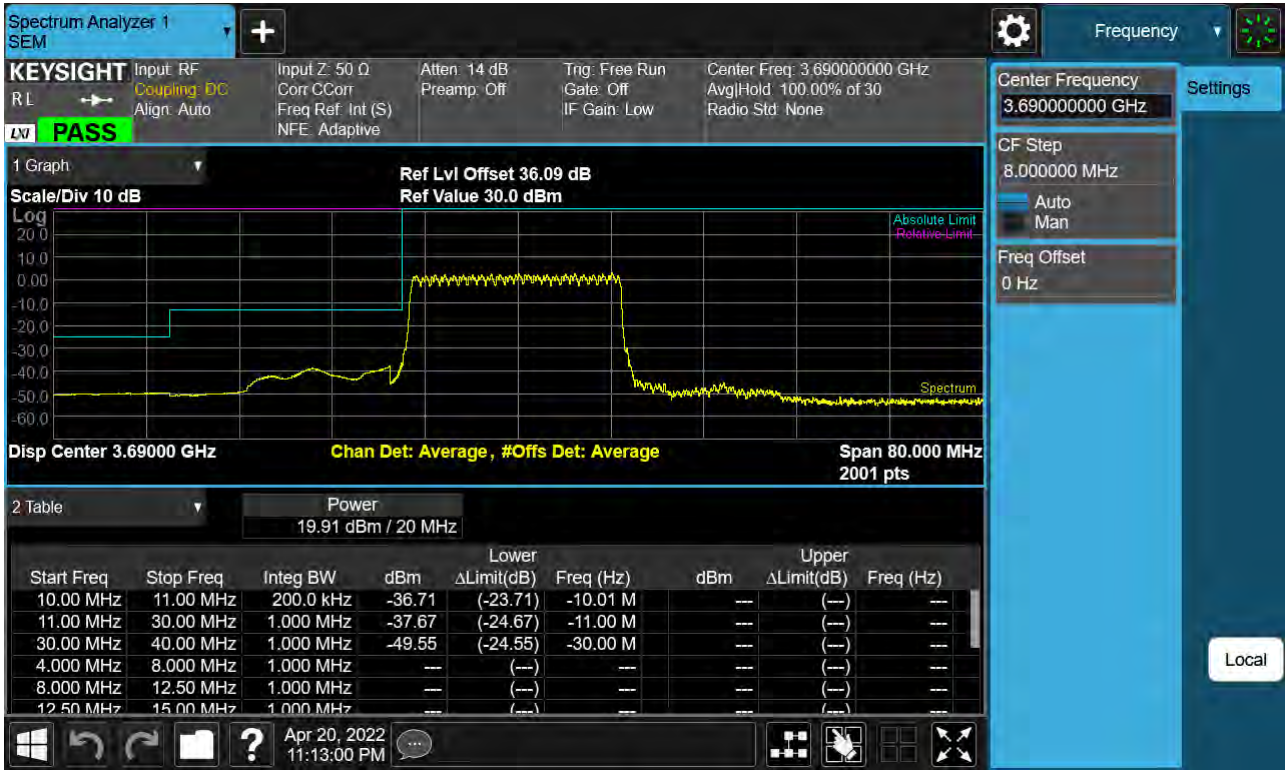 Spectrum Analyzer 1
SEM
Frequency
KEYSIGHT
RL
LXI
PASS
Input: RF
Coupling: DC
Align: Auto
Input Z: 50 Ω
Corr CCorr
Freq Ref: Int (S)
NFE: Adaptive
Atten: 14 dB
Preamp: Off
Trig: Free Run
Gate: Off
IF Gain: Low
Center Freq: 3.690000000 GHz
Avg|Hold: 100.00% of 30
Radio Std: None
Center Frequency
3.690000000 GHz
Settings
CF Step
8.000000 MHz
Auto
Man
Freq Offset
0 Hz
Local
1 Graph
Scale/Div 10 dB
Ref Lvl Offset 36.09 dB
Ref Value 30.0 dBm
Log
20.0
10.0
0.00
-10.0
-20.0
-30.0
-40.0
-50.0
-60.0
Absolute Limit
Relative Limit
Spectrum
Disp Center 3.69000 GHz
Chan Det: Average, #Offs Det: Average
Span 80.000 MHz
2001 pts
2 Table
Power
19.91 dBm / 20 MHz
Lower Upper
Start Freq Stop Freq Integ BW dBm ΔLimit(dB) Freq (Hz) dBm ΔLimit(dB) Freq (Hz)
10.00 MHz 11.00 MHz 200.0 kHz -36.71 (-23.71) -10.01 M --- (---) ---
11.00 MHz 30.00 MHz 1.000 MHz -37.67 (-24.67) -11.00 M --- (---) ---
30.00 MHz 40.00 MHz 1.000 MHz -49.55 (-24.55) -30.00 M --- (---) ---
4.000 MHz 8.000 MHz 1.000 MHz --- (---) --- --- (---) ---
8.000 MHz 12.50 MHz 1.000 MHz --- (---) --- --- (---) ---
12.50 MHz 15.00 MHz 1.000 MHz --- (---) --- --- (---) ---
?
Apr 20, 2022
11:13:00 PM